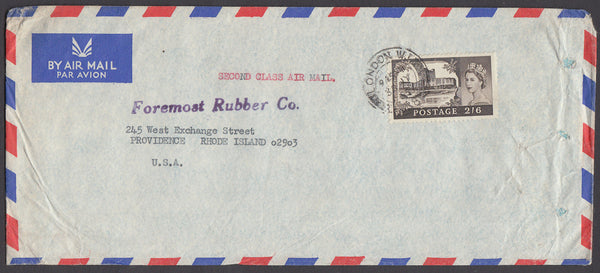 BY AIR MAIL
PAR AVION
SECOND CLASS AIR MAIL.
LONDON W.
POSTAGE 2/6
Foremost Rubber Co.
245 West Exchange Street
PROVIDENCE RHODE ISLAND 02903
U.S.A.